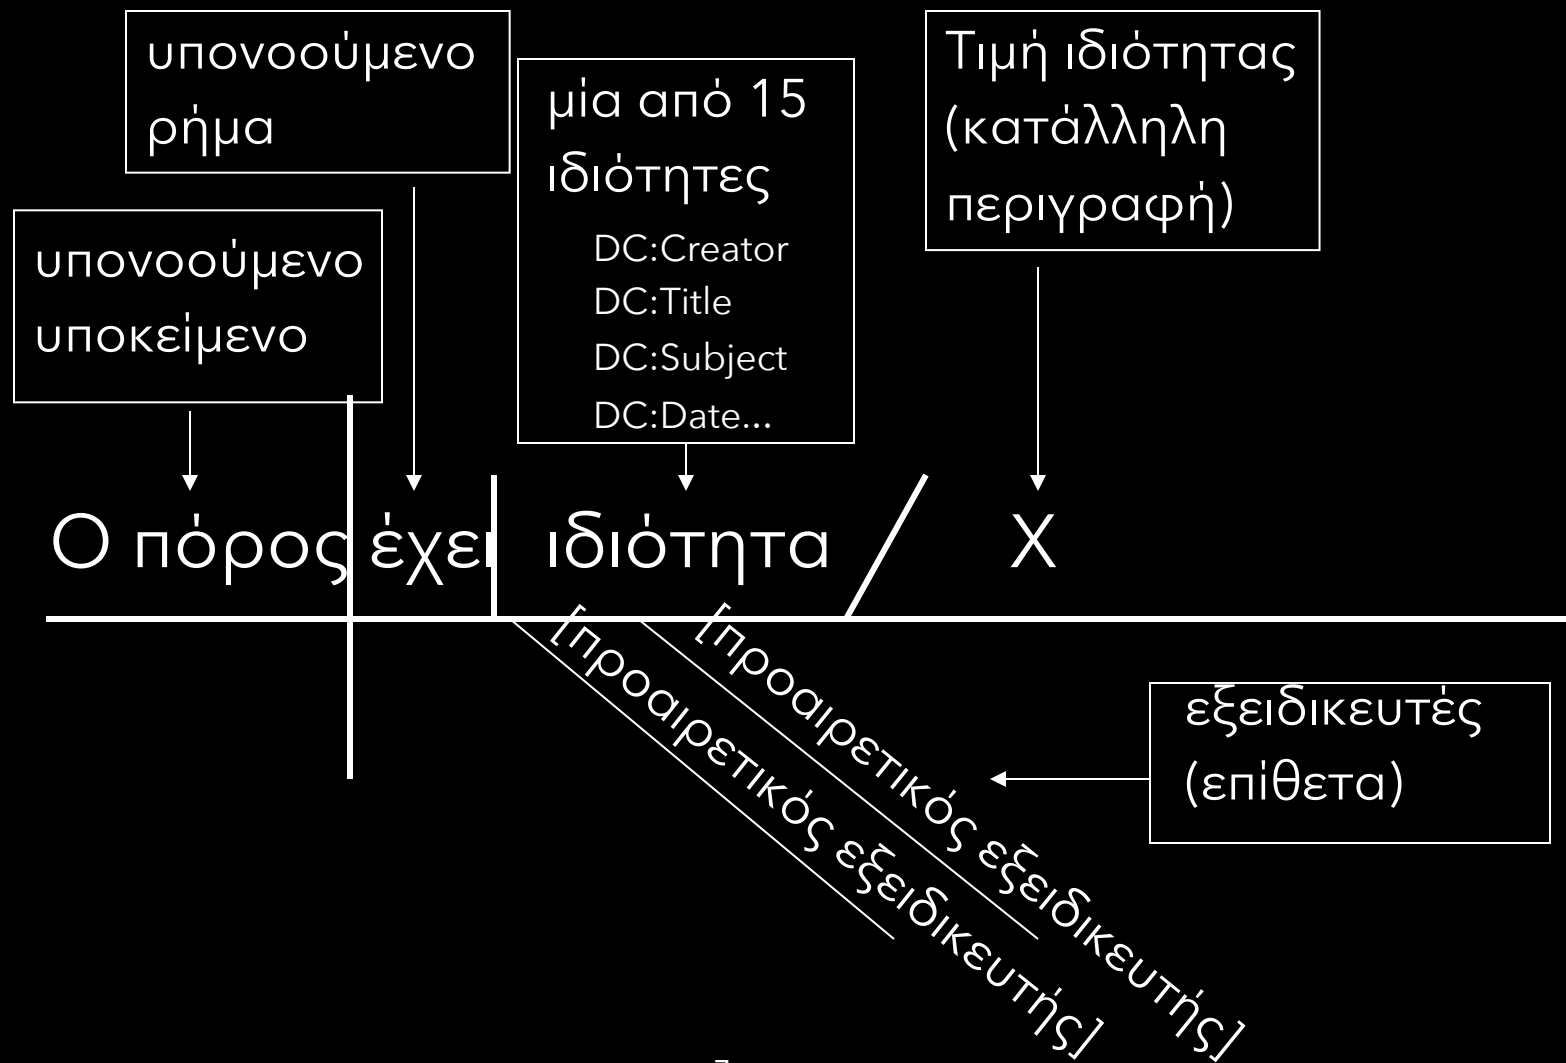 υπονοούμενο
ρήμα
μία από 15
ιδιότητες
DC:Creator
DC:Title
DC:Subject
DC:Date...
Τιμή ιδιότητας
(κατάλληλη
περιγραφή)
υπονοούμενο
υποκείμενο
Ο πόρος έχει ιδιότητα Χ
[προαιρετικός εξειδικευτής]
[προαιρετικός εξειδικευτής]
εξειδικευτές
(επίθετα)